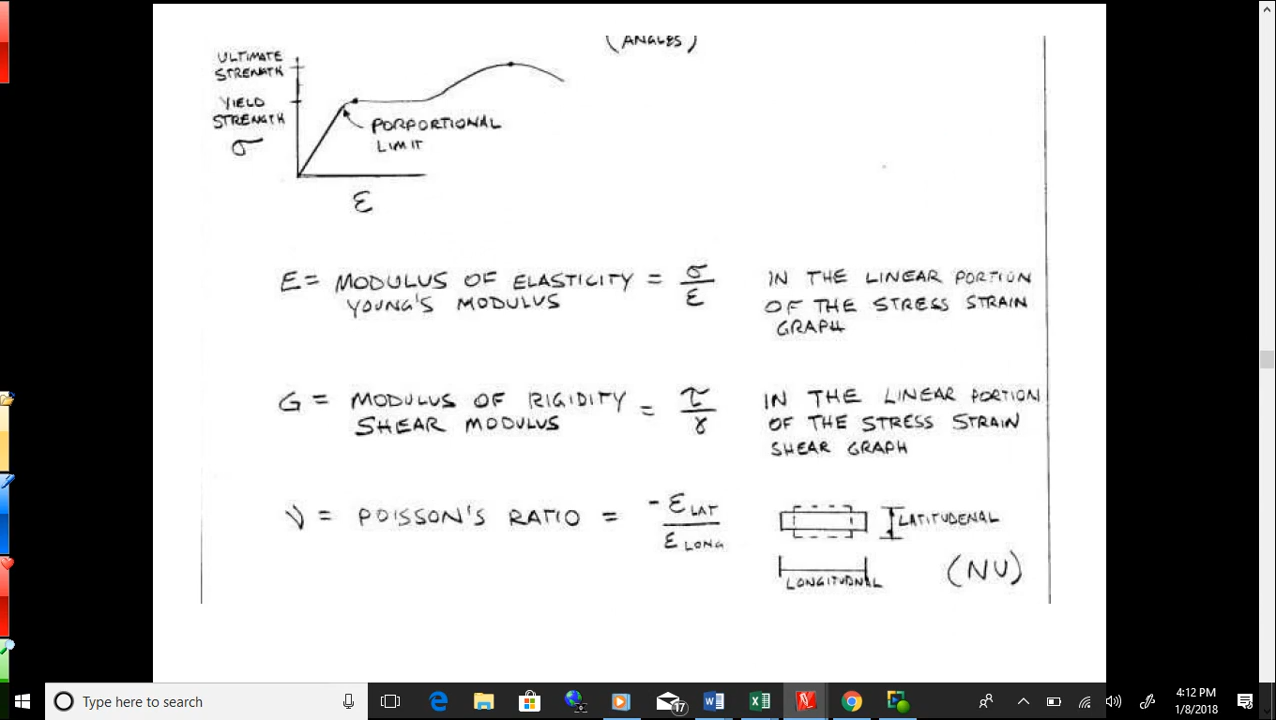 (ANGLES)
ULTIMATE
STRENGTH
YIELD
STRENGTH
σ
PORPORTIONAL
LIMIT
ε
E = MODULUS OF ELASTICITY = σ/ε IN THE LINEAR PORTION
YOUNG'S MODULUS OF THE STRESS STRAIN
GRAPH
G = MODULUS OF RIGIDITY = τ/γ IN THE LINEAR PORTION
SHEAR MODULUS OF THE STRESS STRAIN
SHEAR GRAPH
ν = POISSON'S RATIO = -ε LAT / ε LONG
LATITUDENAL
LONGITUDNAL
(NU)
Type here to search
17
4:12 PM
1/8/2018